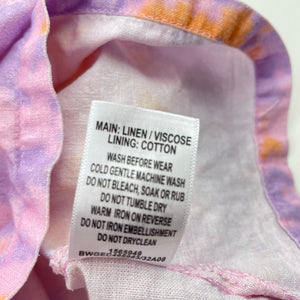 MAIN: LINEN / VISCOSE
LINING: COTTON
WASH BEFORE WEAR
COLD GENTLE MACHINE WASH
DO NOT BLEACH, SOAK OR RUB
DO NOT TUMBLE DRY
WARM IRON ON REVERSE
DO NOT IRON EMBELLISHMENT
DO NOT DRYCLEAN